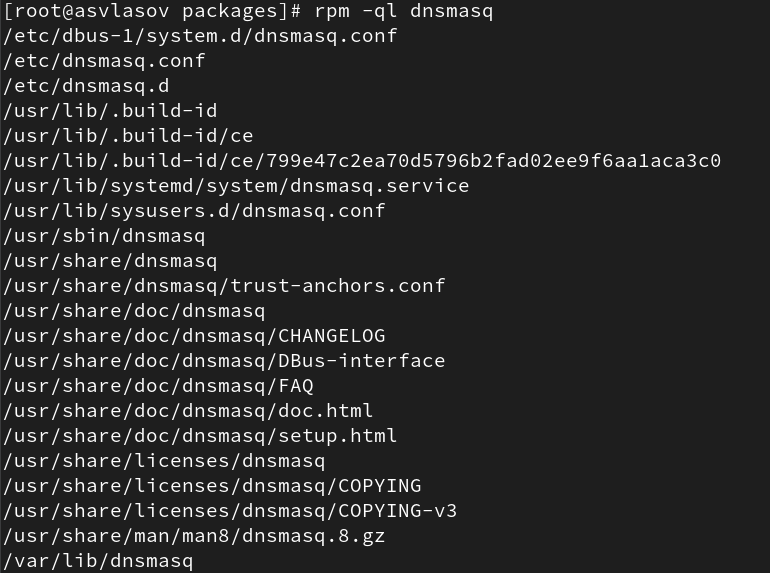 [root@asvlasov packages]# rpm -ql dnsmasq
/etc/dbus-1/system.d/dnsmasq.conf
/etc/dnsmasq.conf
/etc/dnsmasq.d
/usr/lib/.build-id
/usr/lib/.build-id/ce
/usr/lib/.build-id/ce/799e47c2ea70d5796b2fad02ee9f6aa1aca3c0
/usr/lib/systemd/system/dnsmasq.service
/usr/lib/sysusers.d/dnsmasq.conf
/usr/sbin/dnsmasq
/usr/share/dnsmasq
/usr/share/dnsmasq/trust-anchors.conf
/usr/share/doc/dnsmasq
/usr/share/doc/dnsmasq/CHANGELOG
/usr/share/doc/dnsmasq/DBus-interface
/usr/share/doc/dnsmasq/FAQ
/usr/share/doc/dnsmasq/doc.html
/usr/share/doc/dnsmasq/setup.html
/usr/share/licenses/dnsmasq
/usr/share/licenses/dnsmasq/COPYING
/usr/share/licenses/dnsmasq/COPYING-v3
/usr/share/man/man8/dnsmasq.8.gz
/var/lib/dnsmasq